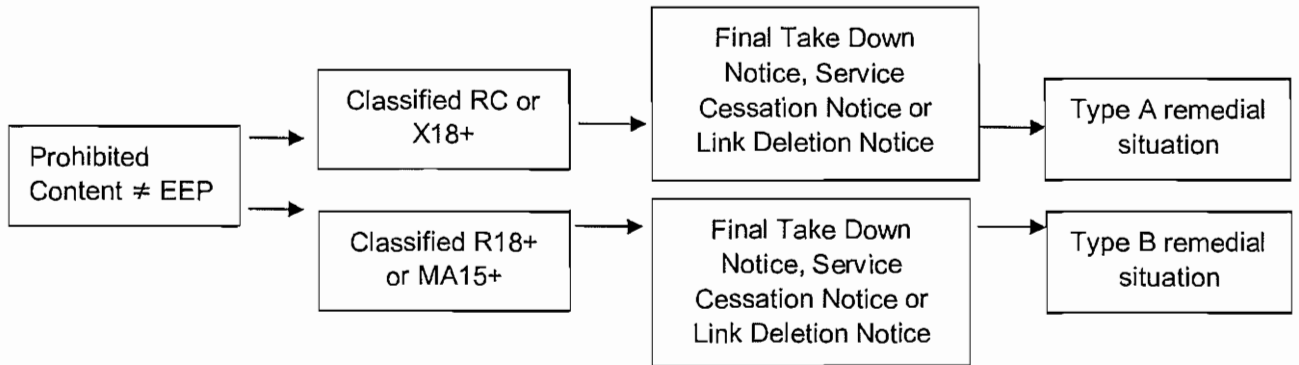 Prohibited
Content ≠ EEP
Classified RC or
X18+
Final Take Down
Notice, Service
Cessation Notice or
Link Deletion Notice
Type A remedial
situation
Classified R18+
or MA15+
Final Take Down
Notice, Service
Cessation Notice or
Link Deletion Notice
Type B remedial
situation